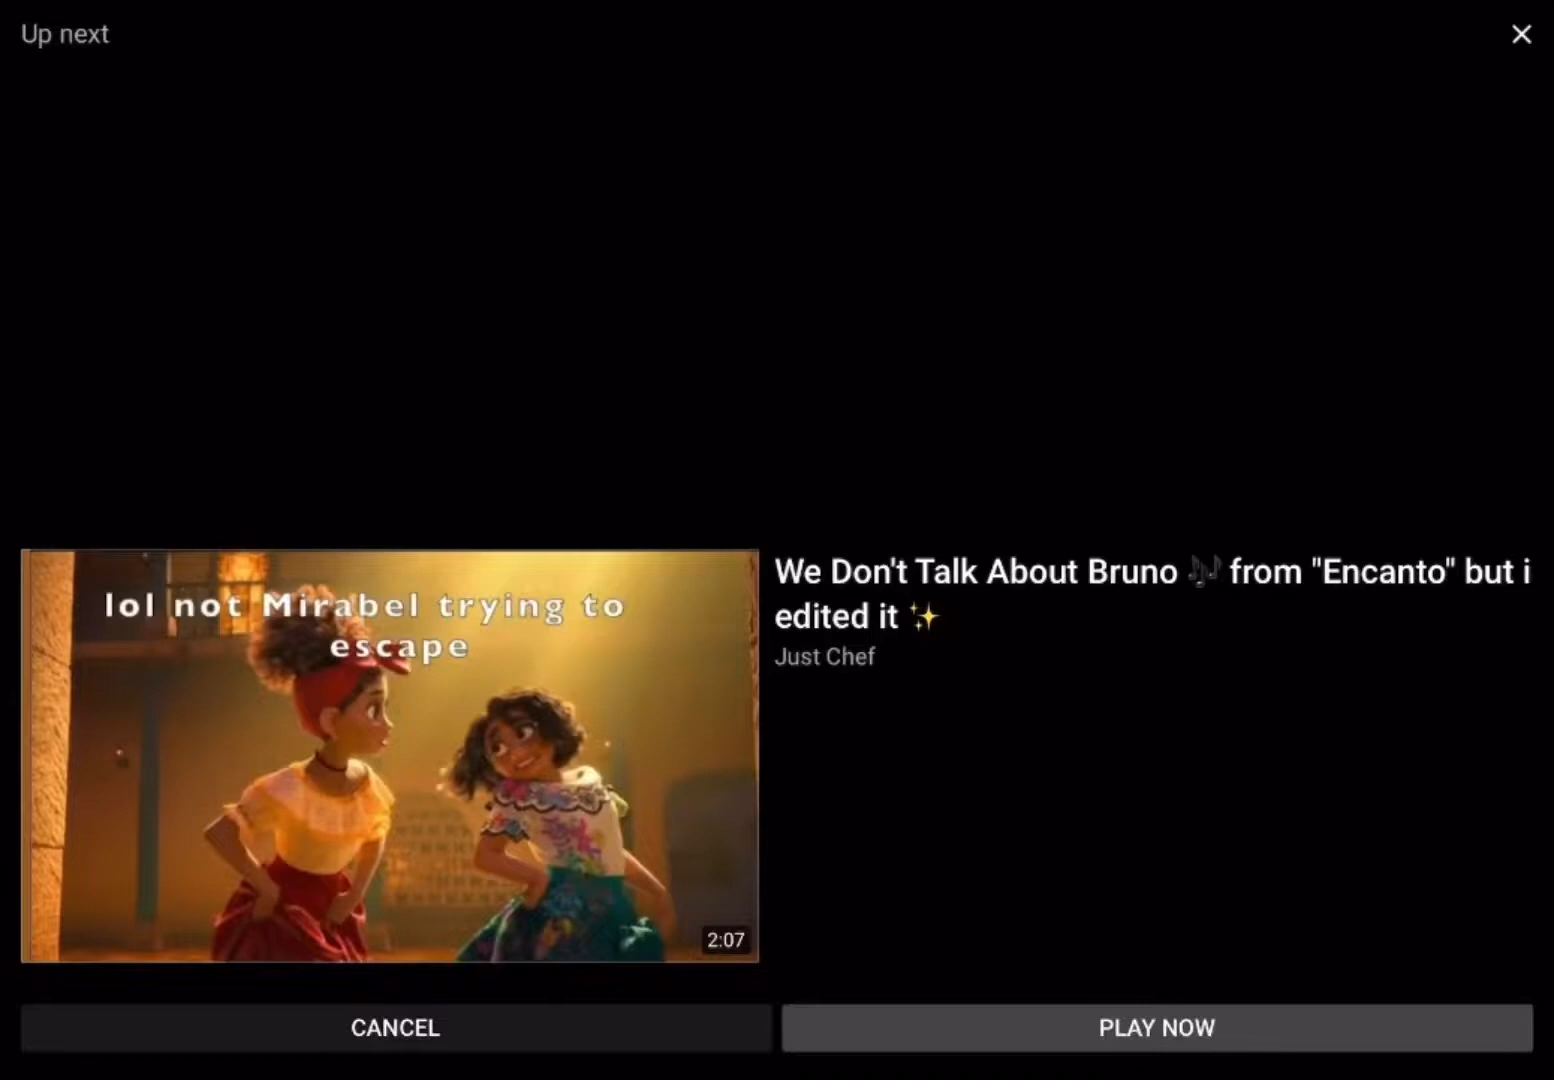 Up next
lol not Mirabel trying to
escape
2:07
We Don't Talk About Bruno 🎶 from "Encanto" but i
edited it ✨
Just Chef
CANCEL
PLAY NOW